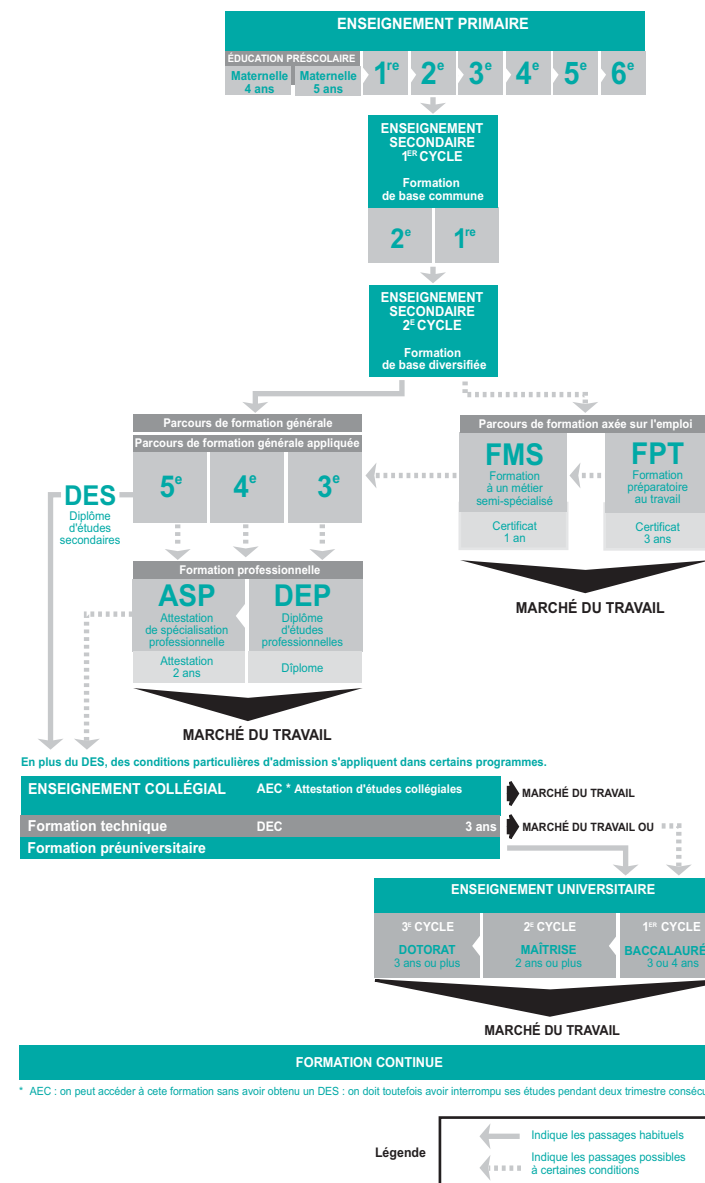 ENSEIGNEMENT PRIMAIRE
ÉDUCATION PRÉSCOLAIRE
Maternelle
4 ans
Maternelle
5 ans
1re
2e
3e
4e
5e
6e
ENSEIGNEMENT
SECONDAIRE
1ER CYCLE
Formation
de base commune
2e
1re
ENSEIGNEMENT
SECONDAIRE
2E CYCLE
Formation
de base diversifiée
Parcours de formation générale
Parcours de formation générale appliquée
5e
4e
3e
Parcours de formation axée sur l'emploi
FMS
Formation
à un métier
semi-spécialisé
Certificat
1 an
FPT
Formation
préparatoire
au travail
Certificat
3 ans
MARCHÉ DU TRAVAIL
DES
Diplôme
d'études
secondaires
Formation professionnelle
ASP
Attestation
de spécialisation
professionnelle
Attestation
2 ans
DEP
Diplôme
d'études
professionnelles
Dîplome
MARCHÉ DU TRAVAIL
En plus du DES, des conditions particulières d'admission s'appliquent dans certains programmes.
ENSEIGNEMENT COLLÉGIAL AEC * Attestation d'études collégiales
MARCHÉ DU TRAVAIL
Formation technique DEC 3 ans
MARCHÉ DU TRAVAIL OU
Formation préuniversitaire
ENSEIGNEMENT UNIVERSITAIRE
3E CYCLE
DOTORAT
3 ans ou plus
2E CYCLE
MAÎTRISE
2 ans ou plus
1ER CYCLE
BACCALAURÉ
3 ou 4 ans
MARCHÉ DU TRAVAIL
FORMATION CONTINUE
* AEC : on peut accéder à cete formation sans avoir obtenu un DES : on doit toutefois avoir interrompu ses études pendant deux trimestre conséc
Légende
Indique les passages habituels
Indique les passages possibles
à certaines conditions